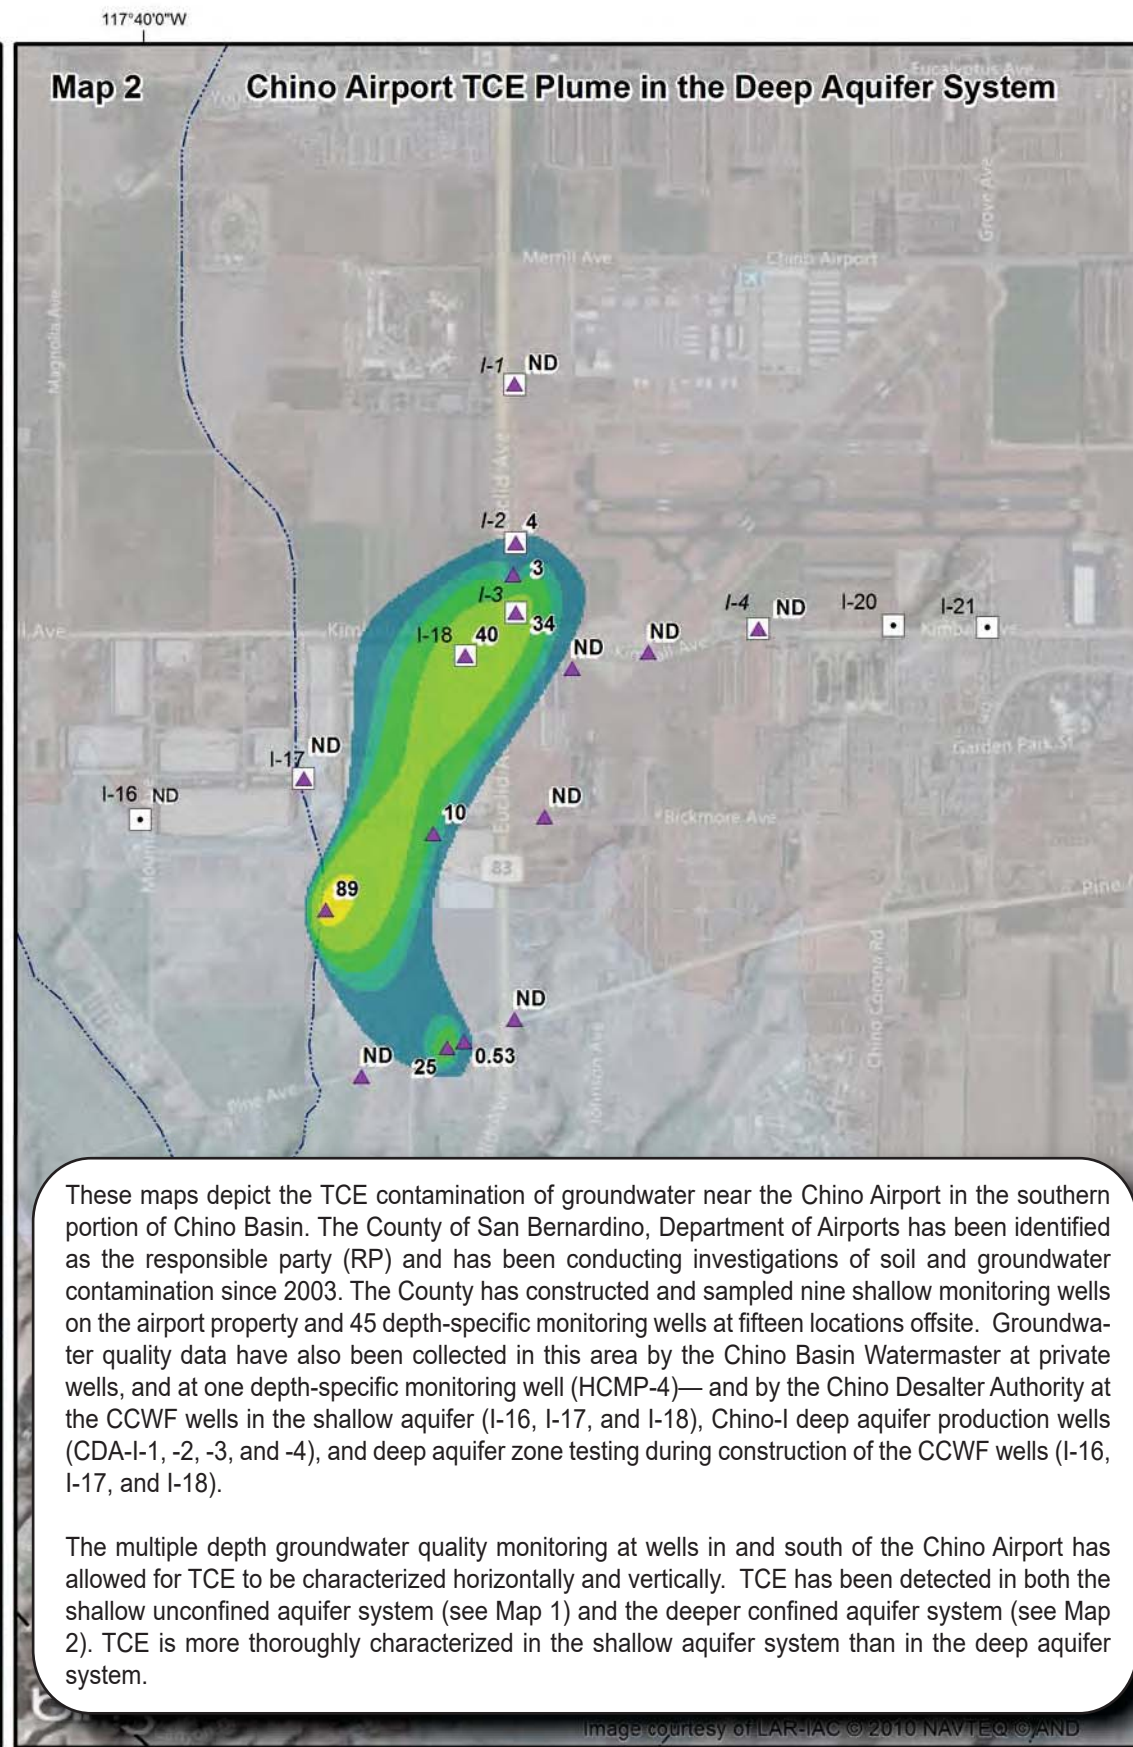 117°40'0"W
Map 2 Chino Airport TCE Plume in the Deep Aquifer System
Eucalyptus Ave
Grove Ave
Merrill Ave
Chino Airport
Magnolia Ave
I-1 ND
I-2 4
3
I-3
34
I-18 40
ND
ND
I-4 ND
I-20
I-21
Kimball Ave
I-17 ND
I-16 ND
Garden Park St
10
ND
Bickmore Ave
Euclid Ave
83
89
Pine A
Chino Corona Rd
ND
ND
25
0.53
Pine Ave
Johnson Ave
These maps depict the TCE contamination of groundwater near the Chino Airport in the southern
portion of Chino Basin. The County of San Bernardino, Department of Airports has been identified
as the responsible party (RP) and has been conducting investigations of soil and groundwater
contamination since 2003. The County has constructed and sampled nine shallow monitoring wells
on the airport property and 45 depth-specific monitoring wells at fifteen locations offsite. Groundwa-
ter quality data have also been collected in this area by the Chino Basin Watermaster at private
wells, and at one depth-specific monitoring well (HCMP-4)— and by the Chino Desalter Authority at
the CCWF wells in the shallow aquifer (I-16, I-17, and I-18), Chino-I deep aquifer production wells
(CDA-I-1, -2, -3, and -4), and deep aquifer zone testing during construction of the CCWF wells (I-16,
I-17, and I-18).
The multiple depth groundwater quality monitoring at wells in and south of the Chino Airport has
allowed for TCE to be characterized horizontally and vertically. TCE has been detected in both the
shallow unconfined aquifer system (see Map 1) and the deeper confined aquifer system (see Map
2). TCE is more thoroughly characterized in the shallow aquifer system than in the deep aquifer
system.
Image courtesy of LAR-IAC © 2010 NAVTEQ © AND